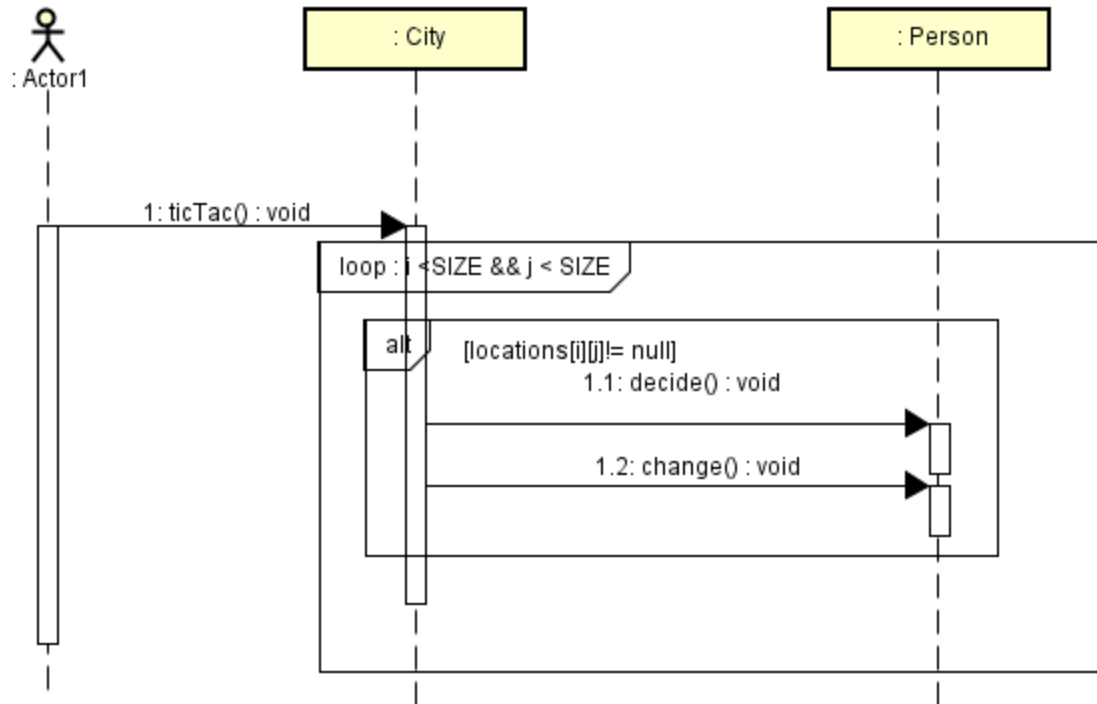 : Actor1
: City
: Person
1: ticTac() : void
loop : i <SIZE && j < SIZE
alt
[locations[i][j]!= null]
1.1: decide() : void
1.2: change() : void